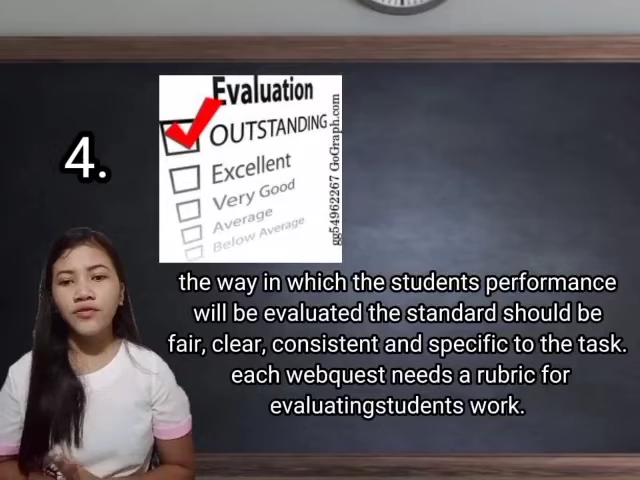 4.
Evaluation
OUTSTANDING
Excellent
Very Good
Average
Below Average
gg54962267 GoGraph.com
the way in which the students performance
will be evaluated the standard should be
fair, clear, consistent and specific to the task.
each webquest needs a rubric for
evaluatingstudents work.